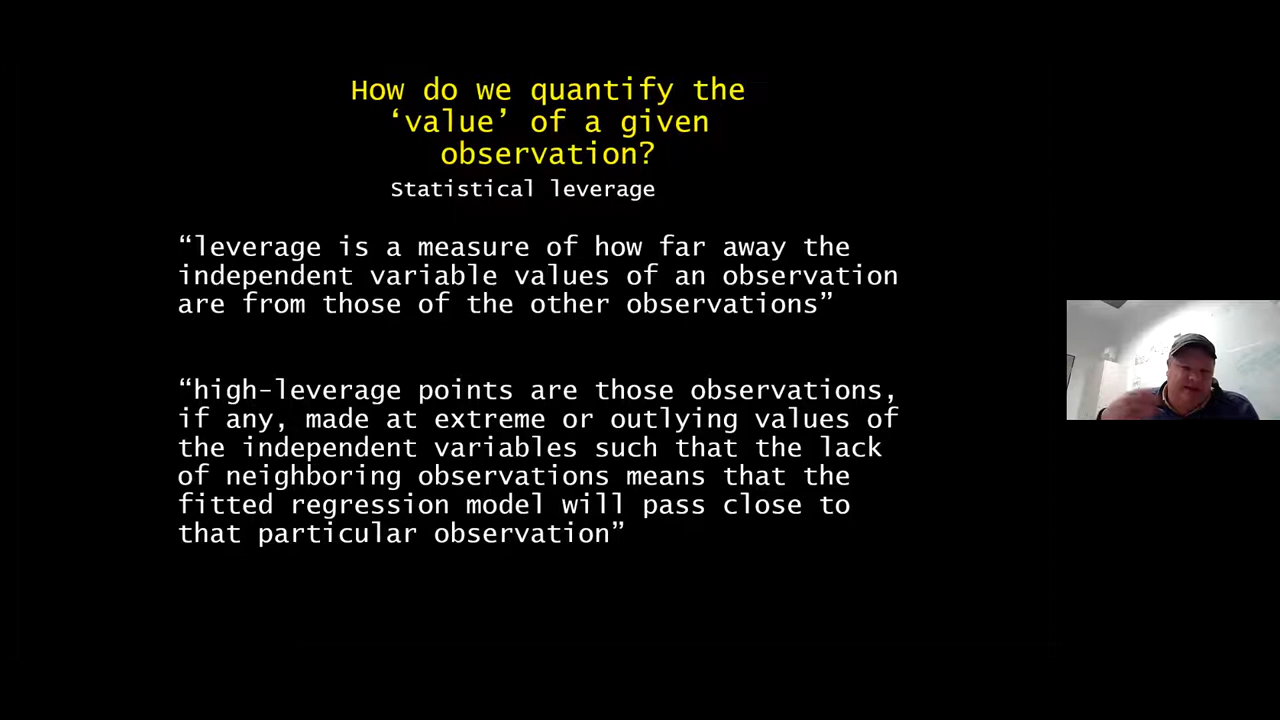 How do we quantify the
‘value’ of a given
observation?
Statistical leverage
“leverage is a measure of how far away the
independent variable values of an observation
are from those of the other observations”
“high-leverage points are those observations,
if any, made at extreme or outlying values of
the independent variables such that the lack
of neighboring observations means that the
fitted regression model will pass close to
that particular observation”